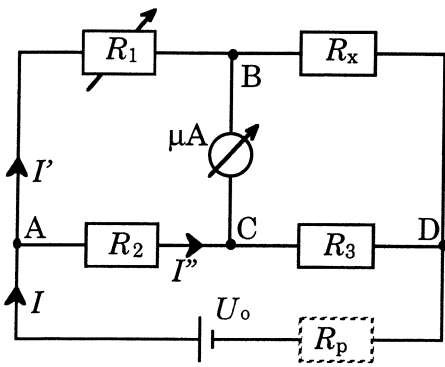 R₁ B Rₓ
μA
I'
A C D
R₂ I" R₃
I U₀ Rₚ